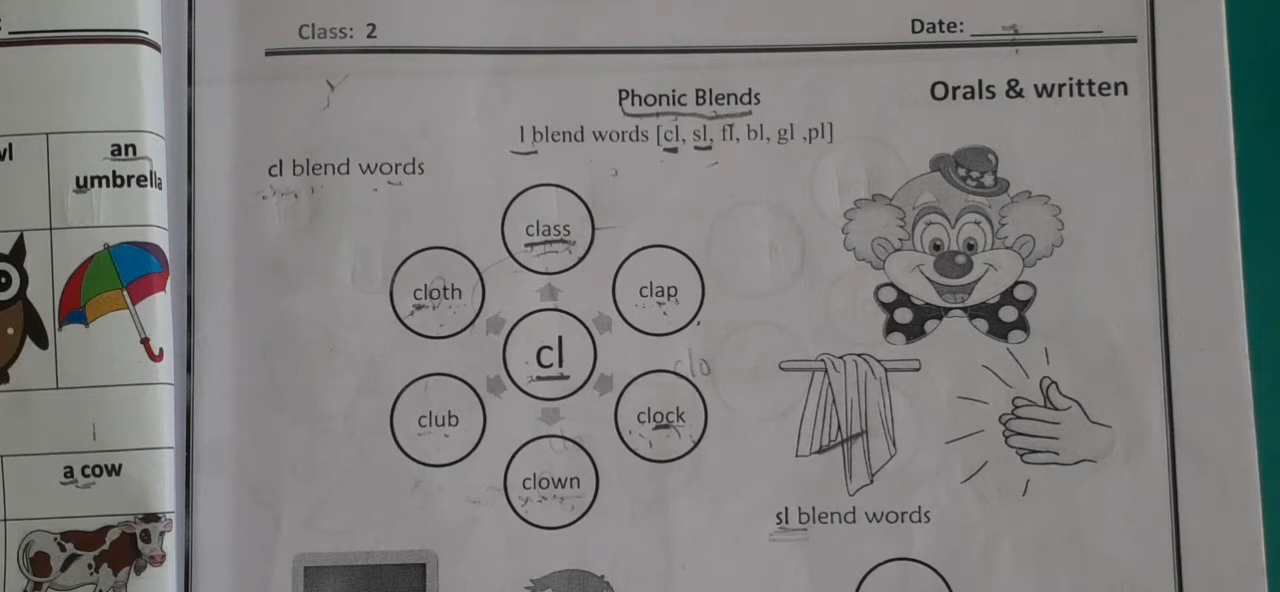 an
umbrella
a cow
Class: 2
Date:
Orals & written
Phonic Blends
l blend words [cl, sl, fl, bl, gl ,pl]
cl blend words
class
cloth
clap
cl
clo
club
clock
clown
sl blend words